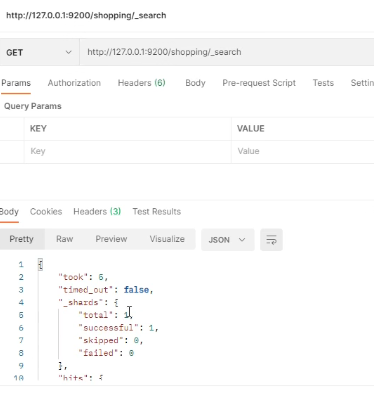 http://127.0.0.1:9200/shopping/_search
GET http://127.0.0.1:9200/shopping/_search
Params Authorization Headers (6) Body Pre-request Script Tests Settin
Query Params
KEY VALUE
Key Value
Body Cookies Headers (3) Test Results
Pretty Raw Preview Visualize JSON
1 {
2 "took": 5,
3 "timed_out": false,
4 "_shards": {
5 "total": 1,
6 "successful": 1,
7 "skipped": 0,
8 "failed": 0
9 },
10 "hits": {